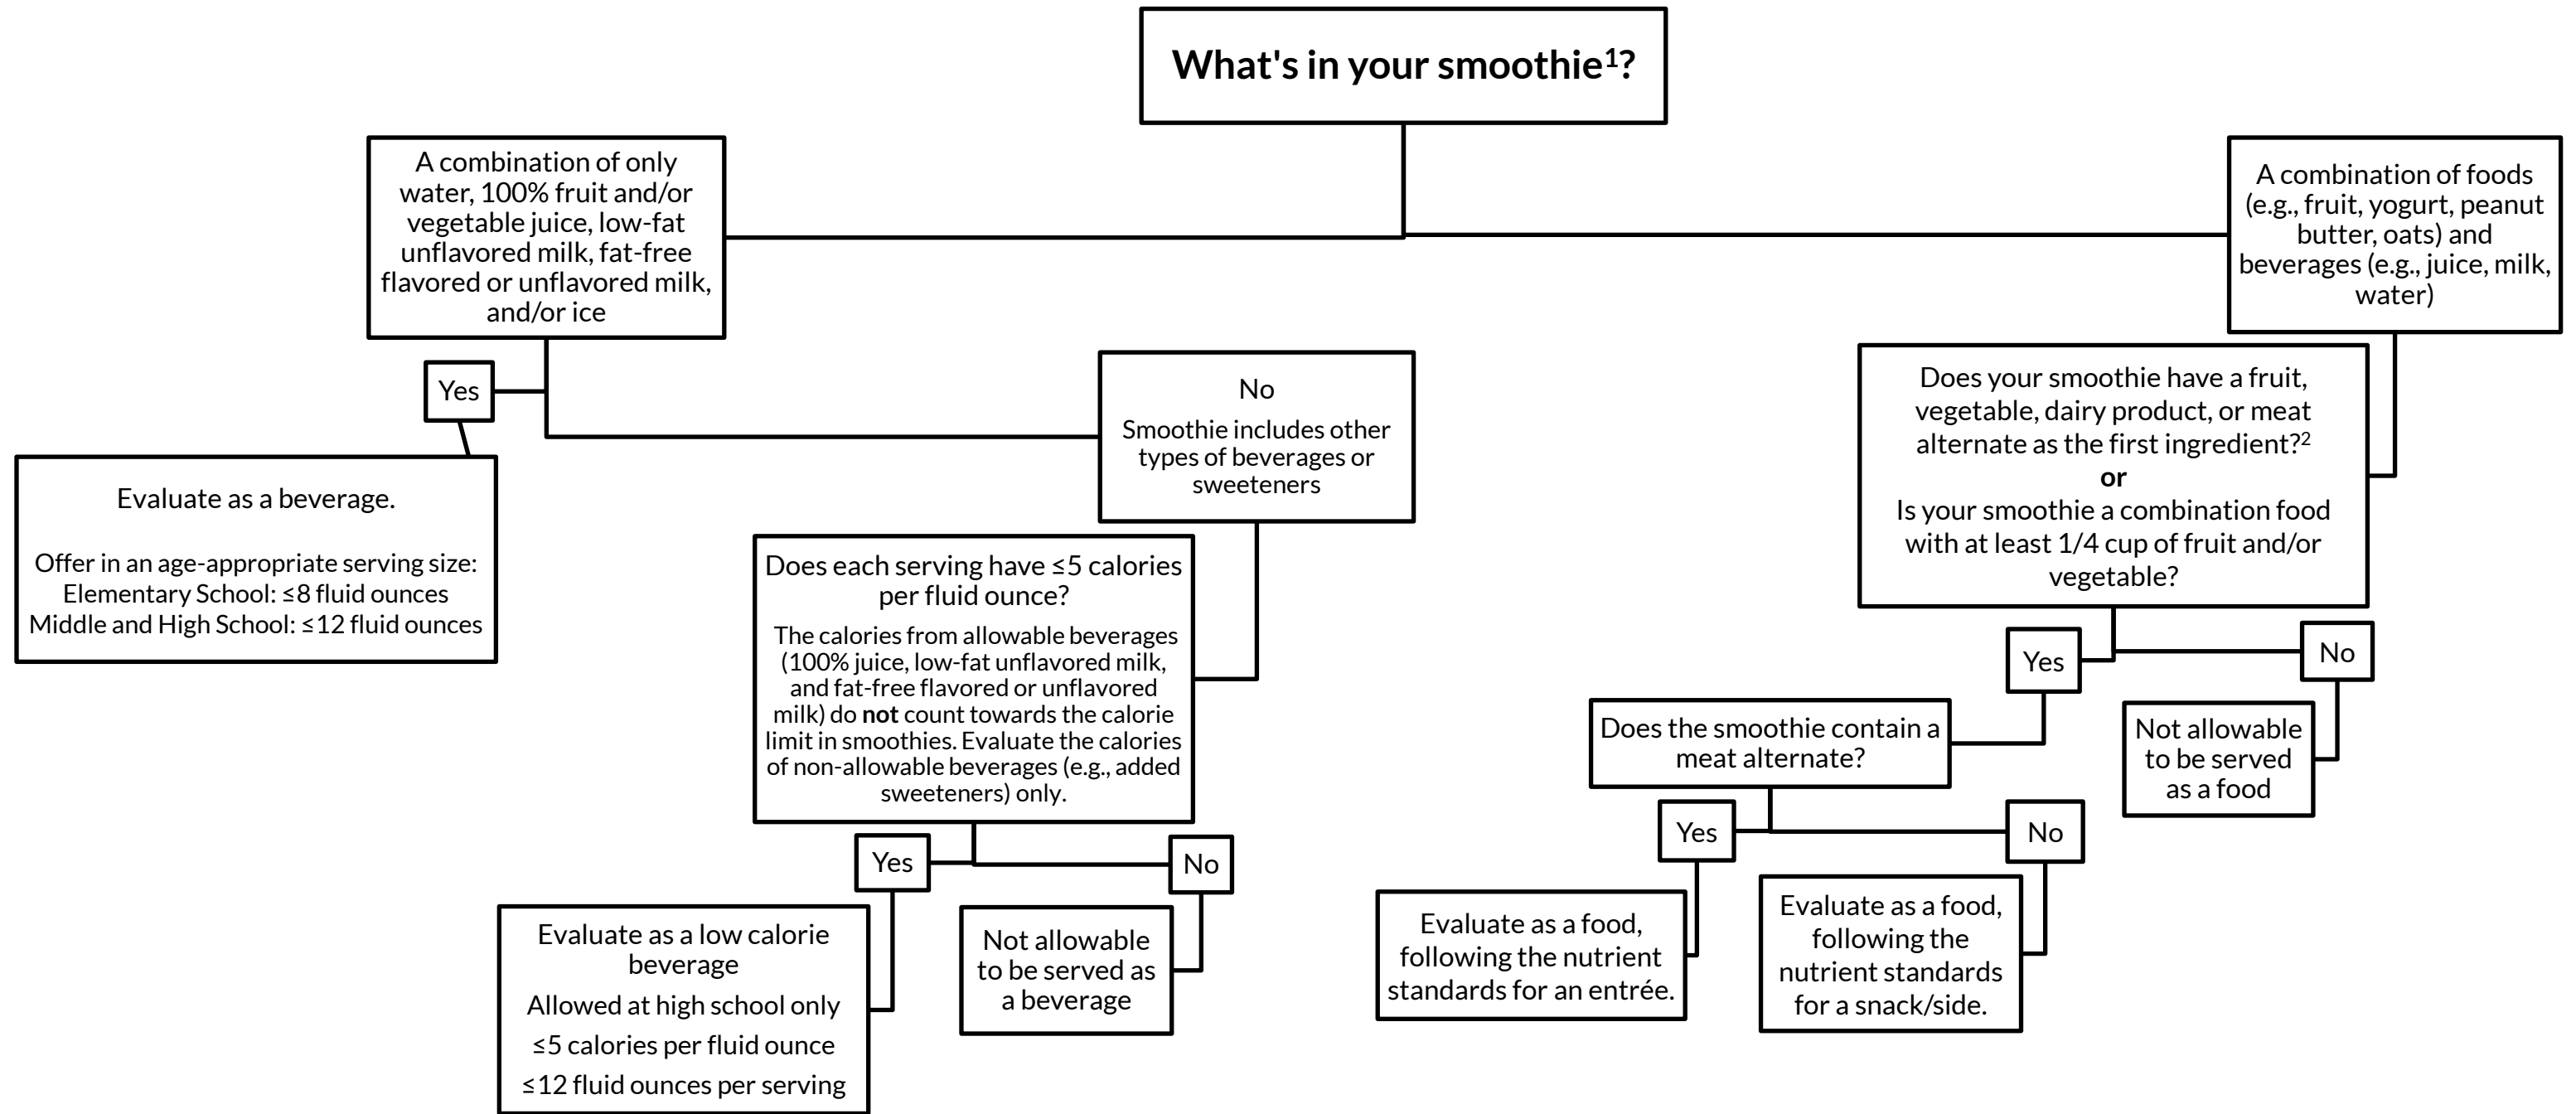 What's in your smoothie¹?
A combination of only
water, 100% fruit and/or
vegetable juice, low-fat
unflavored milk, fat-free
flavored or unflavored milk,
and/or ice
A combination of foods
(e.g., fruit, yogurt, peanut
butter, oats) and
beverages (e.g., juice, milk,
water)
Yes
Evaluate as a beverage.
Offer in an age-appropriate serving size:
Elementary School: ≤8 fluid ounces
Middle and High School: ≤12 fluid ounces
No
Smoothie includes other
types of beverages or
sweeteners
Does each serving have ≤5 calories
per fluid ounce?
The calories from allowable beverages
(100% juice, low-fat unflavored milk,
and fat-free flavored or unflavored
milk) do not count towards the calorie
limit in smoothies. Evaluate the calories
of non-allowable beverages (e.g., added
sweeteners) only.
Yes
Evaluate as a low calorie
beverage
Allowed at high school only
≤5 calories per fluid ounce
≤12 fluid ounces per serving
No
Not allowable
to be served as
a beverage
Does your smoothie have a fruit,
vegetable, dairy product, or meat
alternate as the first ingredient?²
or
Is your smoothie a combination food
with at least 1/4 cup of fruit and/or
vegetable?
Yes
No
Not allowable
to be served
as a food
Does the smoothie contain a
meat alternate?
Yes
Evaluate as a food,
following the nutrient
standards for an entrée.
No
Evaluate as a food,
following the
nutrient standards
for a snack/side.